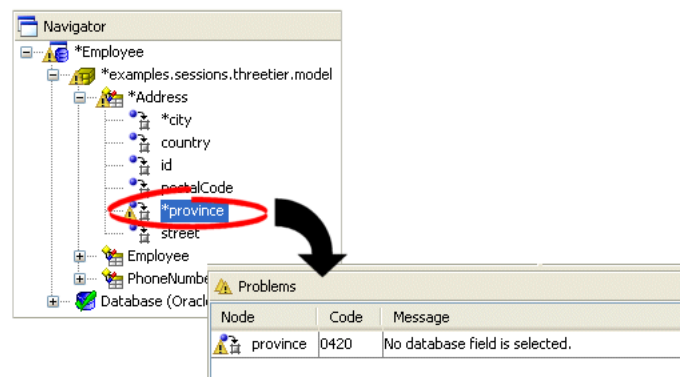 Navigator
*Employee
*examples.sessions.threetier.model
*Address
*city
country
id
postalCode
*province
street
Employee
PhoneNumbe
Database (Oracl
Problems
Node Code Message
province 0420 No database field is selected.